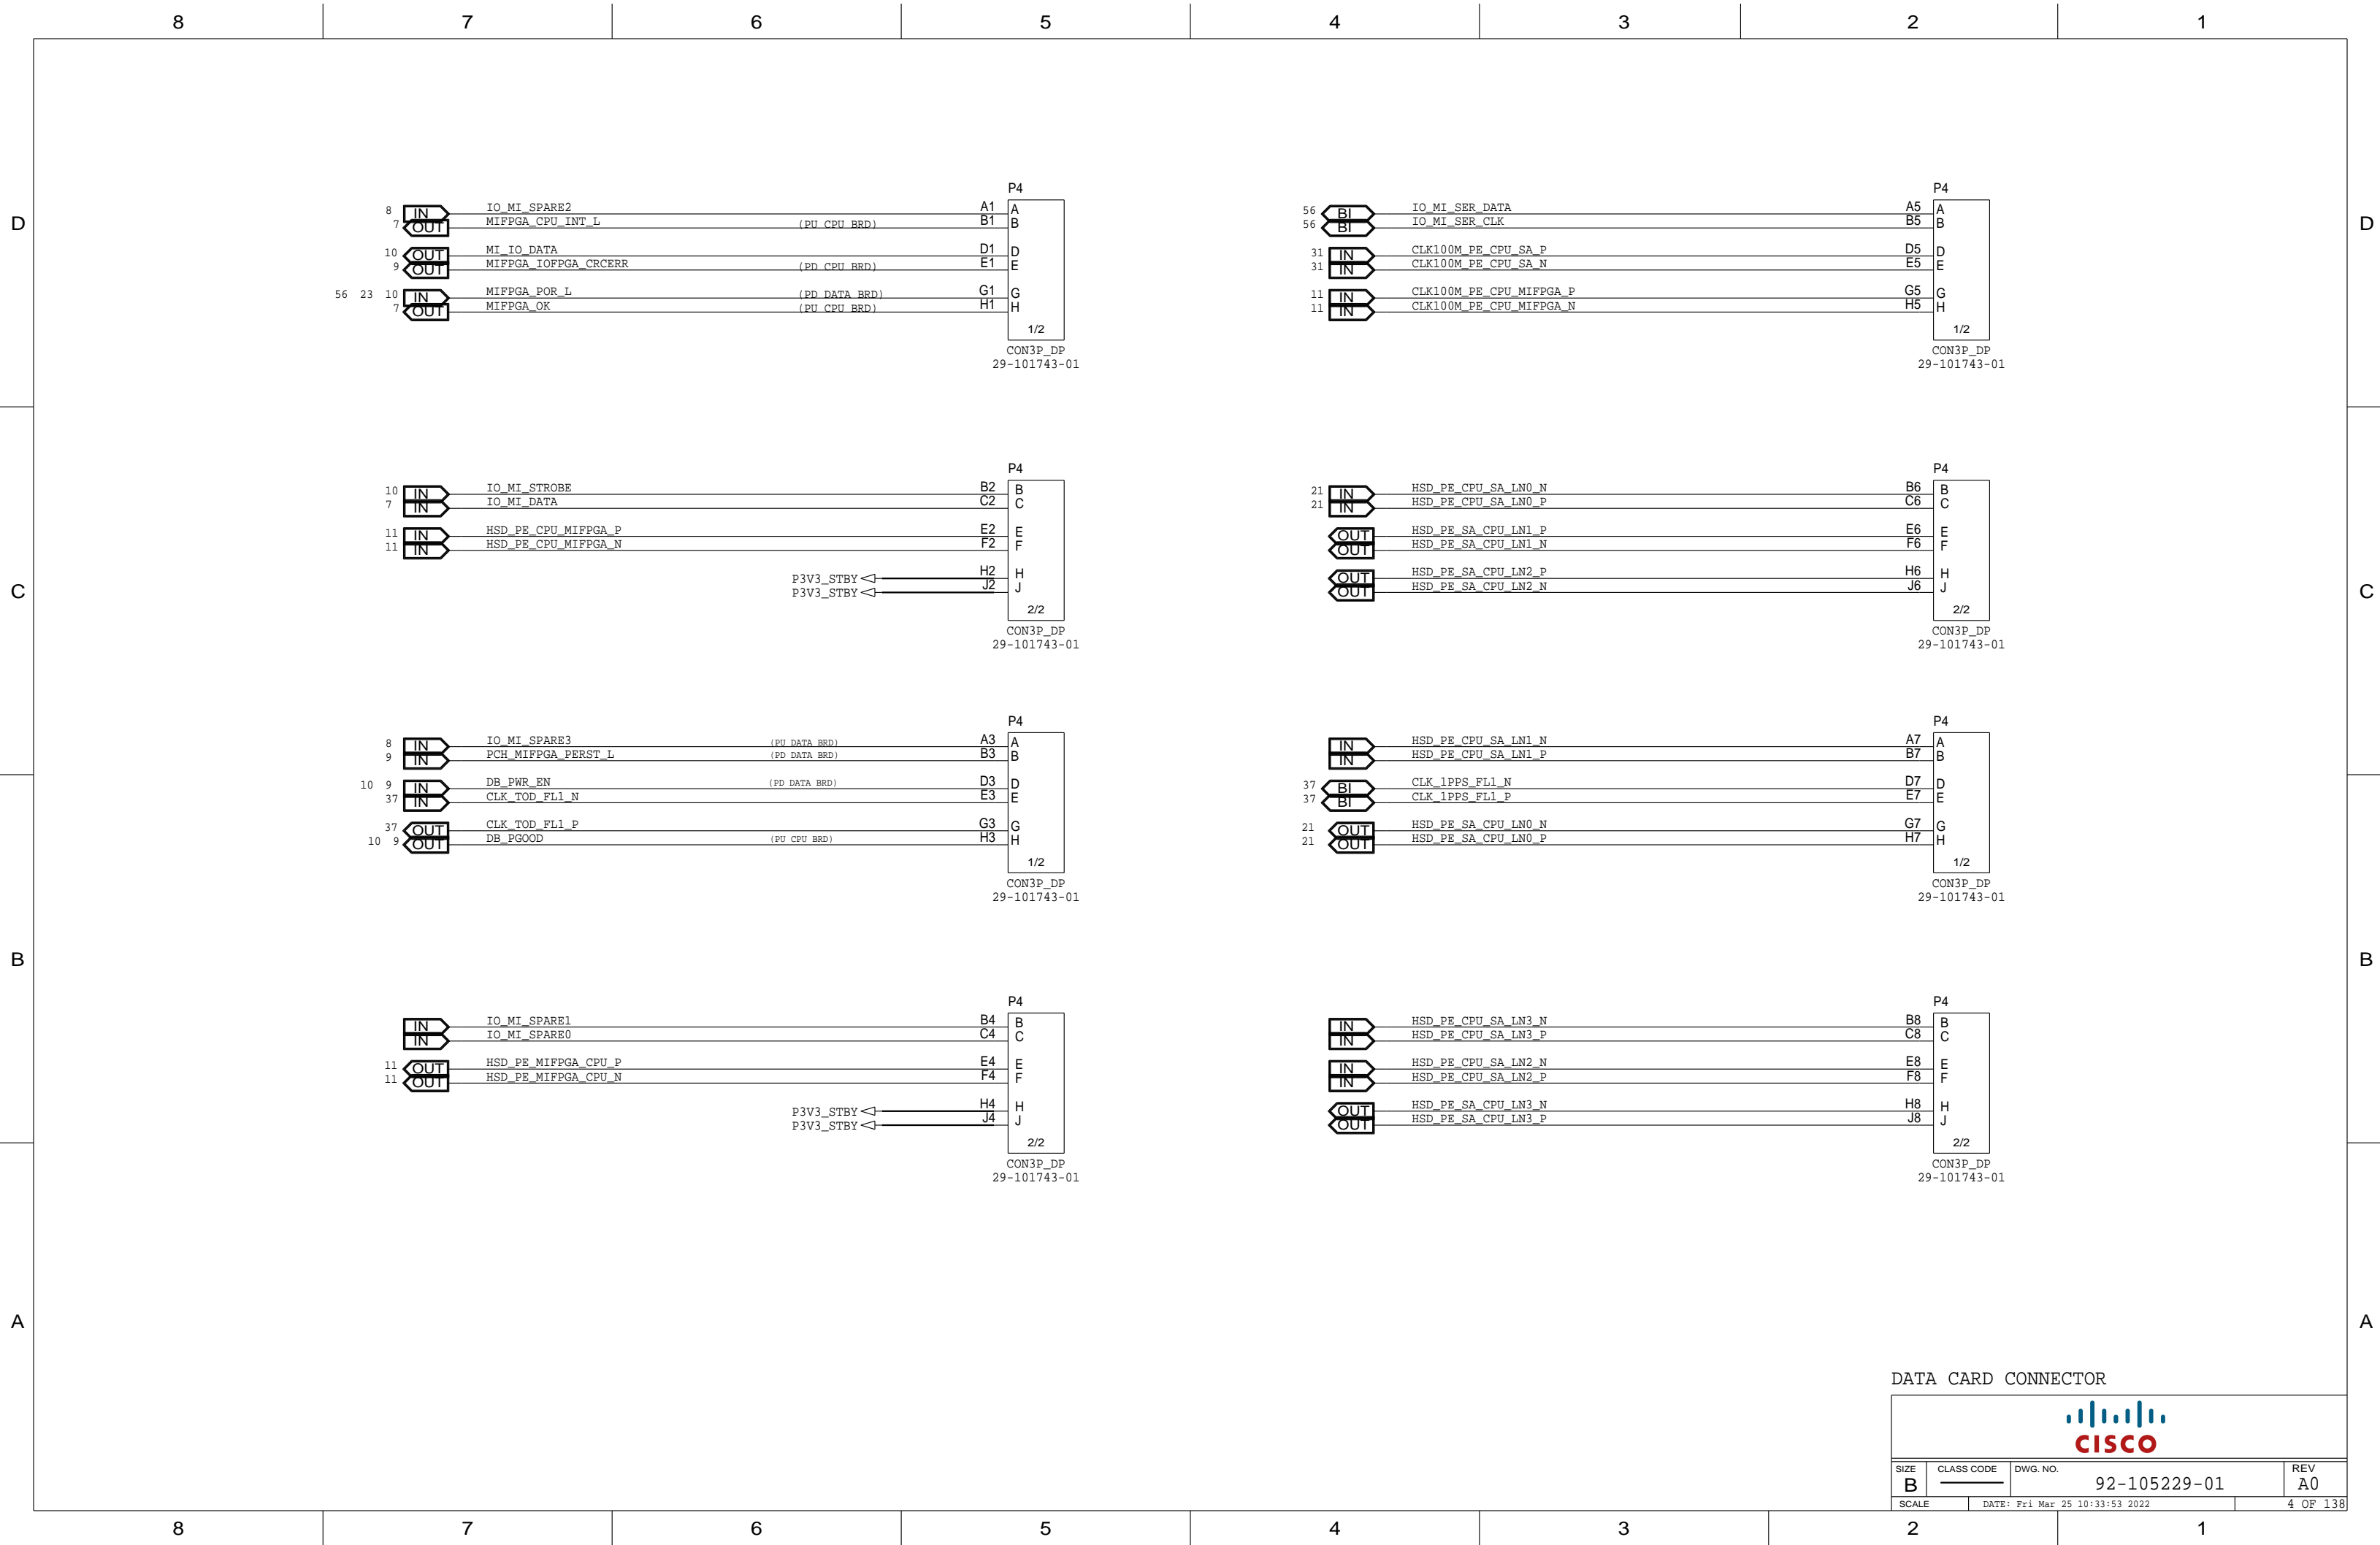 8 7 6 5 4 3 2 1
D D
P4
8 IN IO_MI_SPARE2 A1 A
7 OUT MIFPGA_CPU_INT_L (PU CPU BRD) B1 B
10 OUT MI_IO_DATA D1 D
9 OUT MIFPGA_IOFPGA_CRCERR (PD CPU BRD) E1 E
56 23 10 IN MIFPGA_POR_L (PD DATA BRD) G1 G
7 OUT MIFPGA_OK (PU CPU BRD) H1 H
1/2
CON3P_DP
29-101743-01
P4
56 BI IO_MI_SER_DATA A5 A
56 BI IO_MI_SER_CLK B5 B
31 IN CLK100M_PE_CPU_SA_P D5 D
31 IN CLK100M_PE_CPU_SA_N E5 E
11 IN CLK100M_PE_CPU_MIFPGA_P G5 G
11 IN CLK100M_PE_CPU_MIFPGA_N H5 H
1/2
CON3P_DP
29-101743-01
C C
P4
10 IN IO_MI_STROBE B2 B
7 IN IO_MI_DATA C2 C
11 IN HSD_PE_CPU_MIFPGA_P E2 E
11 IN HSD_PE_CPU_MIFPGA_N F2 F
P3V3_STBY H2 H
P3V3_STBY J2 J
2/2
CON3P_DP
29-101743-01
P4
21 IN HSD_PE_CPU_SA_LN0_N B6 B
21 IN HSD_PE_CPU_SA_LN0_P C6 C
OUT HSD_PE_SA_CPU_LN1_P E6 E
OUT HSD_PE_SA_CPU_LN1_N F6 F
OUT HSD_PE_SA_CPU_LN2_P H6 H
OUT HSD_PE_SA_CPU_LN2_N J6 J
2/2
CON3P_DP
29-101743-01
P4
8 IN IO_MI_SPARE3 (PU DATA BRD) A3 A
9 IN PCH_MIFPGA_PERST_L (PD DATA BRD) B3 B
10 9 IN DB_PWR_EN (PD DATA BRD) D3 D
37 IN CLK_TOD_FL1_N E3 E
37 OUT CLK_TOD_FL1_P G3 G
10 9 OUT DB_PGOOD (PU CPU BRD) H3 H
1/2
CON3P_DP
29-101743-01
P4
IN HSD_PE_CPU_SA_LN1_N A7 A
IN HSD_PE_CPU_SA_LN1_P B7 B
37 BI CLK_1PPS_FL1_N D7 D
37 BI CLK_1PPS_FL1_P E7 E
21 OUT HSD_PE_SA_CPU_LN0_N G7 G
21 OUT HSD_PE_SA_CPU_LN0_P H7 H
1/2
CON3P_DP
29-101743-01
B B
P4
IN IO_MI_SPARE1 B4 B
IN IO_MI_SPARE0 C4 C
11 OUT HSD_PE_MIFPGA_CPU_P E4 E
11 OUT HSD_PE_MIFPGA_CPU_N F4 F
P3V3_STBY H4 H
P3V3_STBY J4 J
2/2
CON3P_DP
29-101743-01
P4
IN HSD_PE_CPU_SA_LN3_N B8 B
IN HSD_PE_CPU_SA_LN3_P C8 C
IN HSD_PE_CPU_SA_LN2_N E8 E
IN HSD_PE_CPU_SA_LN2_P F8 F
OUT HSD_PE_SA_CPU_LN3_N H8 H
OUT HSD_PE_SA_CPU_LN3_P J8 J
2/2
CON3P_DP
29-101743-01
A A
DATA CARD CONNECTOR
CISCO
SIZE CLASS CODE DWG. NO. REV
B 92-105229-01 A0
SCALE DATE: Fri Mar 25 10:33:53 2022 4 OF 138
8 7 6 5 4 3 2 1